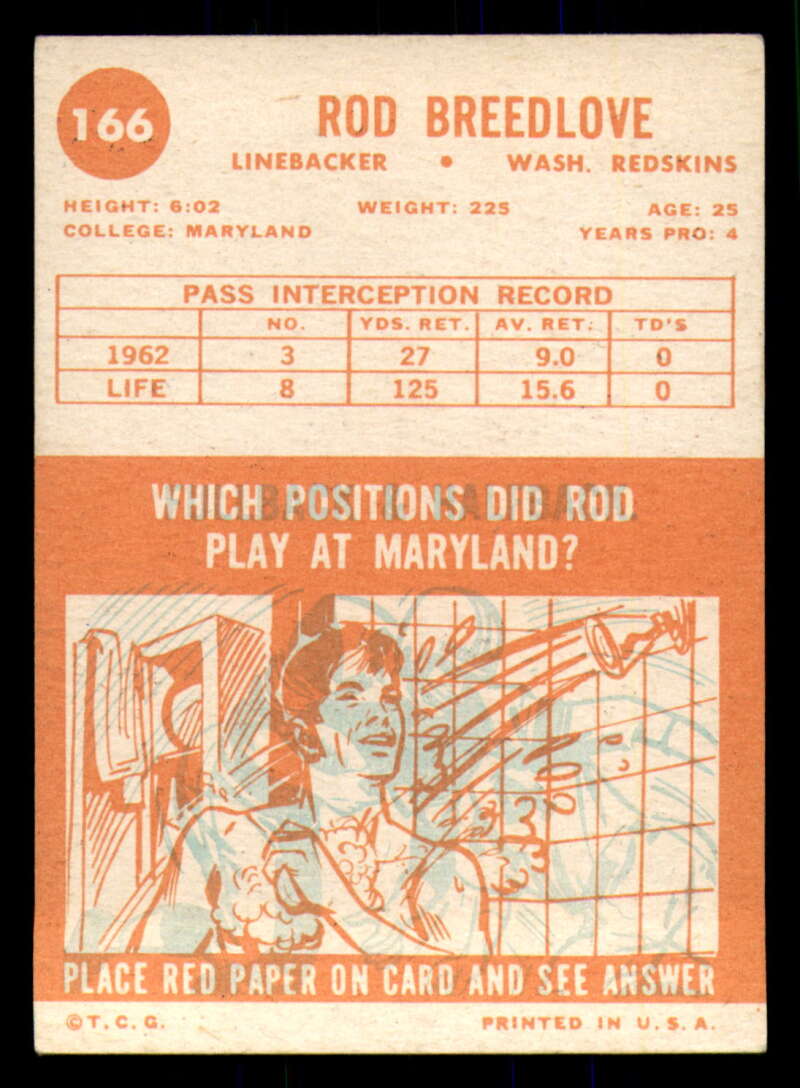 166
ROD BREEDLOVE
LINEBACKER • WASH. REDSKINS
HEIGHT: 6:02 WEIGHT: 225 AGE: 25
COLLEGE: MARYLAND YEARS PRO: 4
PASS INTERCEPTION RECORD
NO. YDS. RET. AV. RET. TD'S
1962 3 27 9.0 0
LIFE 8 125 15.6 0
WHICH POSITIONS DID ROD
PLAY AT MARYLAND?
PLACE RED PAPER ON CARD AND SEE ANSWER
©T.C.G. PRINTED IN U.S.A.